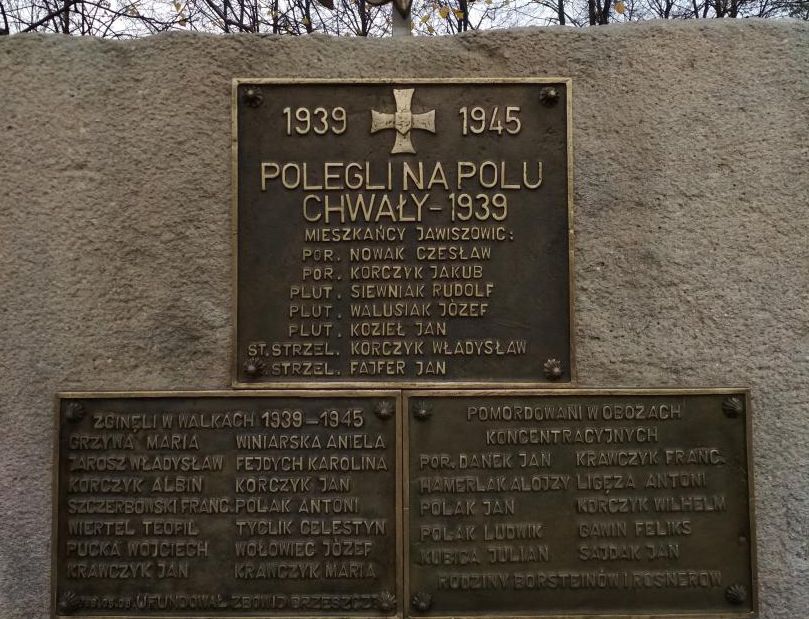 1939 1945
POLEGLI NA POLU
CHWAŁY-1939
MIESZKAŃCY JAWISZOWIC:
POR. NOWAK CZESŁAW
POR. KORCZYK JAKUB
PLUT. SIEWNIAK RUDOLF
PLUT. WALUSIAK JÓZEF
PLUT. KOZIEŁ JAN
ST.STRZEL. KORCZYK WŁADYSŁAW
STRZEL. FAJFER JAN
ZGINĘLI W WALKACH 1939-1945
GRZYWA MARIA WINIARSKA ANIELA
JAROSZ WŁADYSŁAW FEJDYCH KAROLINA
KORCZYK ALBIN KORCZYK JAN
SZCZERBOWSKI FRANC. POLAK ANTONI
WIERTEL TEOFIL TYCLIK CELESTYN
PUCKA WOJCIECH WOŁOWIEC JÓZEF
KRAWCZYK JAN KRAWCZYK MARIA
UFUNDOWAŁ ZBOWID BRZESZCZE
POMORDOWANI W OBOZACH
KONCENTRACYJNYCH
POR. DANEK JAN KRAWCZYK FRANC.
HAMERLAK ALOJZY LIGĘZA ANTONI
POLAK JAN KORCZYK WILHELM
POLAK LUDWIK GAWIN FELIKS
KUBICA JULIAN SAJDAK JAN
RODZINY BORSTEINÓW I ROSNERÓW